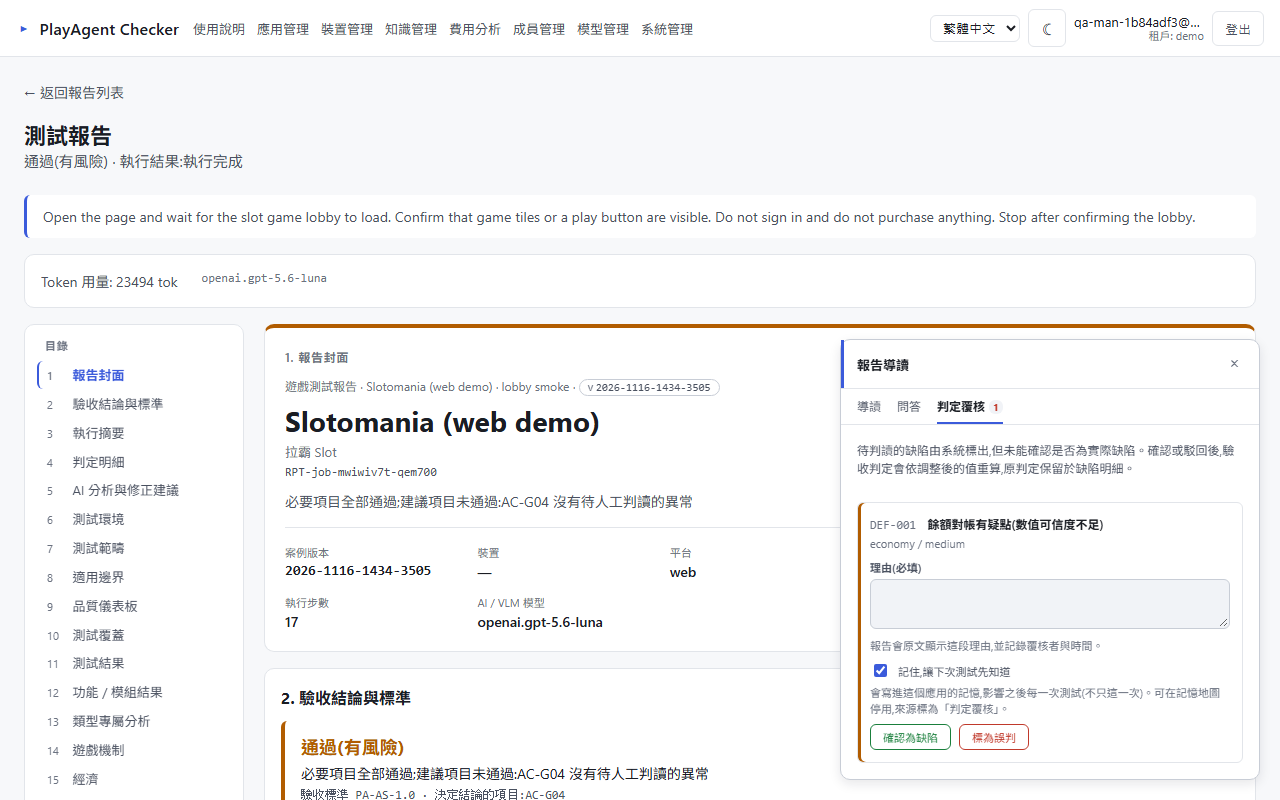 ▸ PlayAgent Checker 使用說明 應用管理 裝置管理 知識管理 費用分析 成員管理 模型管理 系統管理 繁體中文 ☾ qa-man-1b84adf3@... 登出
租戶: demo
← 返回報告列表
測試報告
通過(有風險) · 執行結果:執行完成
Open the page and wait for the slot game lobby to load. Confirm that game tiles or a play button are visible. Do not sign in and do not purchase anything. Stop after confirming the lobby.
Token 用量: 23494 tok openai.gpt-5.6-luna
目錄
1 報告封面
2 驗收結論與標準
3 執行摘要
4 判定明細
5 AI 分析與修正建議
6 測試環境
7 測試範疇
8 適用邊界
9 品質儀表板
10 測試覆蓋
11 測試結果
12 功能 / 模組結果
13 類型專屬分析
14 遊戲機制
15 經濟
1. 報告封面
遊戲測試報告 · Slotomania (web demo) · lobby smoke · v 2026-1116-1434-3505
Slotomania (web demo)
拉霸 Slot
RPT-job-mwiwiv7t-qem700
必要項目全部通過;建議項目未通過:AC-G04 沒有待人工判讀的異常
案例版本 裝置 平台
2026-1116-1434-3505 — web
執行步數 AI / VLM 模型
17 openai.gpt-5.6-luna
2. 驗收結論與標準
通過(有風險)
必要項目全部通過;建議項目未通過:AC-G04 沒有待人工判讀的異常
驗收標準 PA-AS-1.0 · 決定結論的項目:AC-G04
報告導讀 ×
導讀 問答 判定覆核 1
待判讀的缺陷由系統標出,但未能確認是否為實際缺陷。確認或駁回後,驗
收判定會依調整後的值重算,原判定保留於缺陷明細。
DEF-001 餘額對帳有疑點(數值可信度不足)
economy / medium
理由(必填)
報告會原文顯示這段理由,並記錄覆核者與時間。
記住,讓下次測試先知道
會寫進這個應用的記憶,影響之後每一次測試(不只這一次)。可在記憶地圖
停用,來源標為「判定覆核」。
確認為缺陷 標為誤判